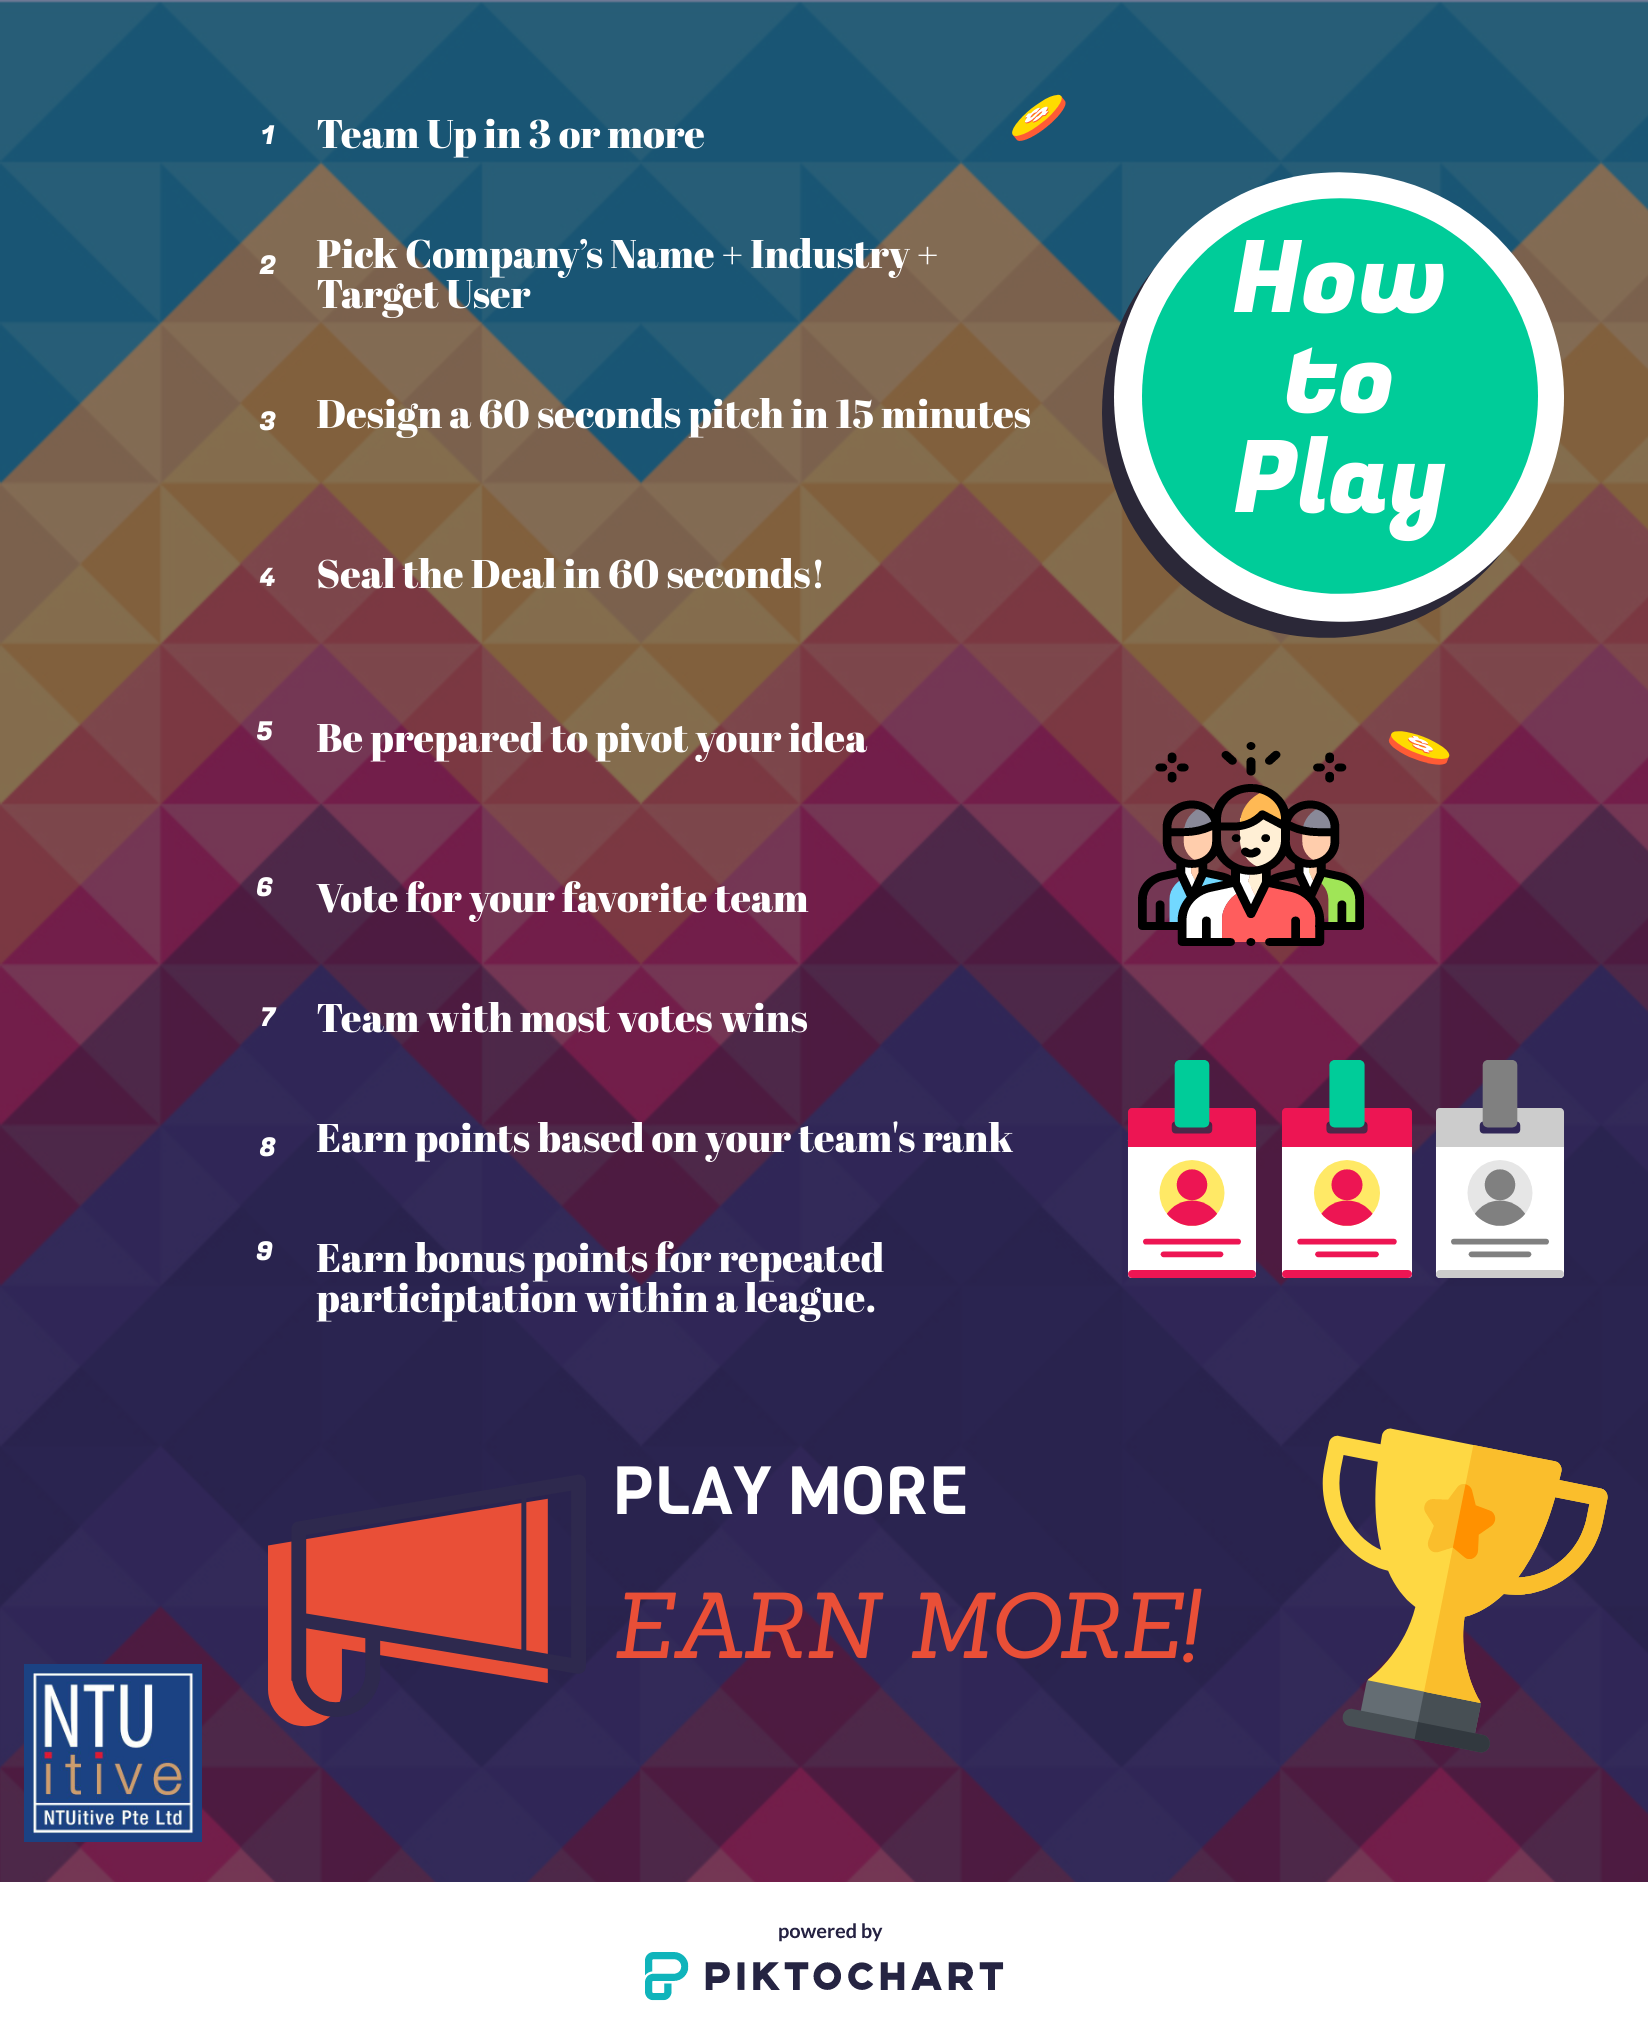 How
to
Play
1 Team Up in 3 or more
2 Pick Company’s Name + Industry +
Target User
3 Design a 60 seconds pitch in 15 minutes
4 Seal the Deal in 60 seconds!
5 Be prepared to pivot your idea
6 Vote for your favorite team
7 Team with most votes wins
8 Earn points based on your team's rank
9 Earn bonus points for repeated
participtation within a league.
PLAY MORE
EARN MORE!
NTU
itive
NTUitive Pte Ltd
powered by
PIKTOCHART